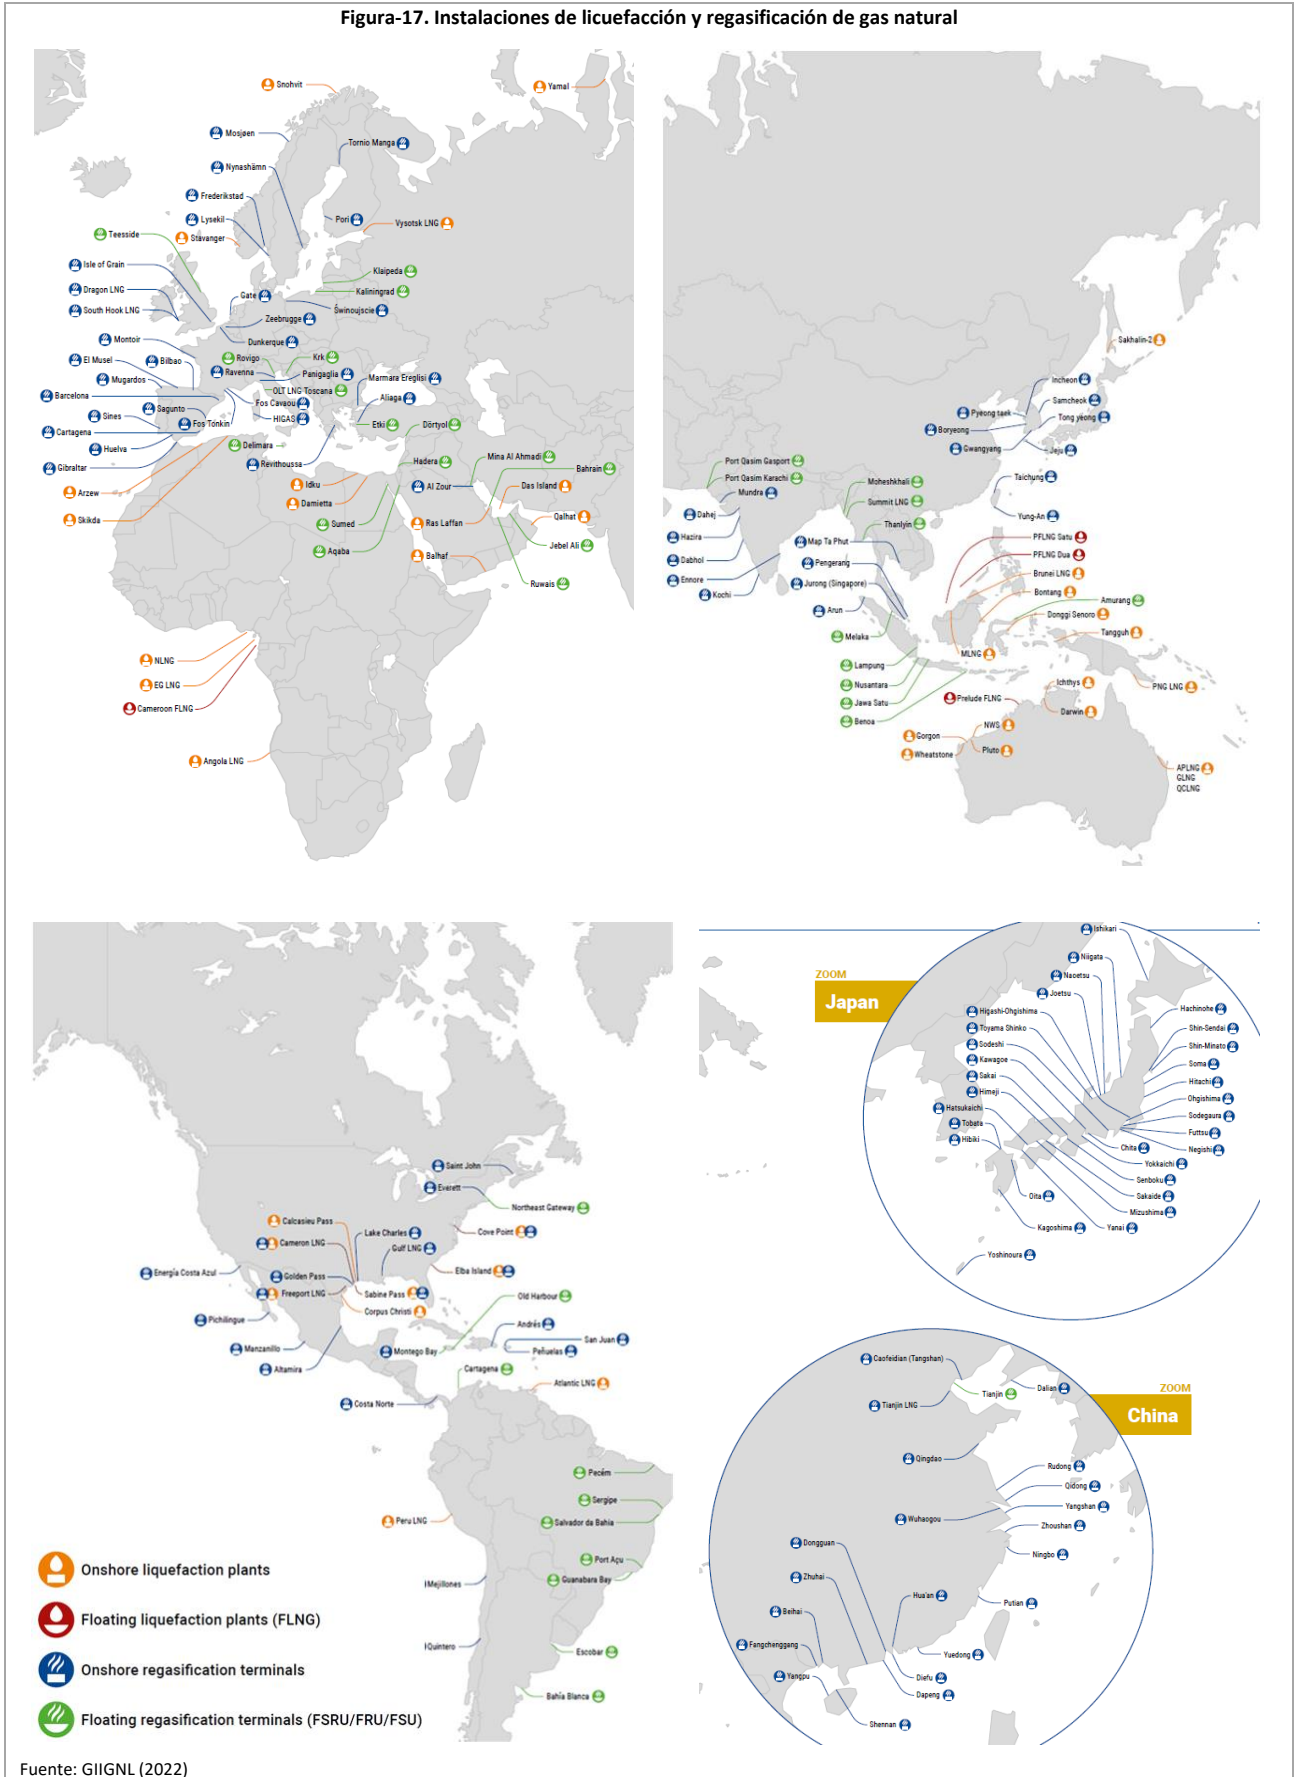 Figura-17. Instalaciones de licuefacción y regasificación de gas natural
Snohvit
Yamal
Mosjøen
Tornio Manga
Nynashämn
Frederikstad
Lysekil
Pori
Vysotsk LNG
Teesside
Stavanger
Isle of Grain
Klaipeda
Dragon LNG
Gate
Kaliningrad
South Hook LNG
Zeebrugge
Świnoujscie
Montoir
Dunkerque
El Musel
Bilbao
Rovigo
Krk
Mugardos
Ravenna
Panigaglia
Marmara Ereglisi
Barcelona
OLT LNG Toscana
Sines
Sagunto
Fos Cavaou
Aliaga
Cartagena
Fos Tonkin
HIGAS
Etki
Dörtyol
Huelva
Delimara
Gibraltar
Revithoussa
Hadera
Mina Al Ahmadi
Bahrain
Arzew
Idku
Al Zour
Das Island
Damietta
Skikda
Sumed
Ras Laffan
Qalhat
Aqaba
Balhaf
Jebel Ali
Ruwais
NLNG
EG LNG
Cameroon FLNG
Angola LNG
Sakhalin-2
Incheon
Samcheok
Pyeong taek
Tong yeong
Boryeong
Gwangyang
Jeju
Port Qasim Gasport
Port Qasim Karachi
Moheshkhali
Taichung
Mundra
Summit LNG
Dahej
Thanlyin
Yung-An
Hazira
Map Ta Phut
PFLNG Satu
Dabhol
Pengerang
PFLNG Dua
Ennore
Jurong (Singapore)
Brunei LNG
Kochi
Bontang
Arun
Amurang
Donggi Senoro
Melaka
Tangguh
MLNG
Lampung
Nusantara
Ichthys
PNG LNG
Jawa Satu
Prelude FLNG
Darwin
Benoa
NWS
Gorgon
Wheatstone
Pluto
APLNG
GLNG
QCLNG
Saint John
Everett
Northeast Gateway
Calcasieu Pass
Lake Charles
Cove Point
Cameron LNG
Gulf LNG
Energía Costa Azul
Golden Pass
Elba Island
Freeport LNG
Sabine Pass
Old Harbour
Corpus Christi
Pichilingue
Andrés
San Juan
Manzanillo
Montego Bay
Peñuelas
Altamira
Cartagena
Atlantic LNG
Costa Norte
Pecém
Sergipe
Peru LNG
Salvador da Bahia
Port Açu
Guanabara Bay
Mejillones
Quintero
Escobar
Bahía Blanca
Onshore liquefaction plants
Floating liquefaction plants (FLNG)
Onshore regasification terminals
Floating regasification terminals (FSRU/FRU/FSU)
ZOOM
Japan
Ishikari
Niigata
Naoetsu
Joetsu
Higashi-Ohgishima
Hachinohe
Toyama Shinko
Shin-Sendai
Sodeshi
Shin-Minato
Kawagoe
Soma
Sakai
Hitachi
Himeji
Ohgishima
Hatsukaichi
Sodegaura
Tobata
Futtsu
Hibiki
Chita
Negishi
Yokkaichi
Senboku
Oita
Sakaide
Mizushima
Kagoshima
Yanai
Yoshinoura
ZOOM
China
Caofeidian (Tangshan)
Dalian
Tianjin
Tianjin LNG
Qingdao
Rudong
Qidong
Yangshan
Wuhaogou
Zhoushan
Dongguan
Ningbo
Zhuhai
Hua'an
Putian
Beihai
Fangchenggang
Yuedong
Yangpu
Diefu
Dapeng
Shennan
Fuente: GIIGNL (2022)